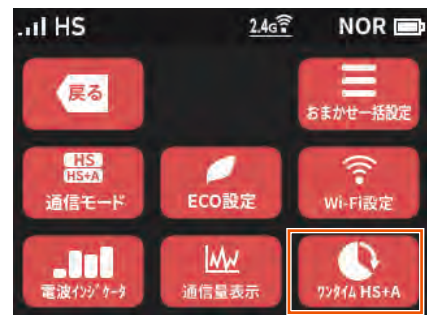 HS 2.4G NOR
戻る
おまかせ一括設定
HS
HS+A
通信モード
ECO設定
Wi-Fi設定
電波インジケータ
通信量表示
ワンタイム HS+A